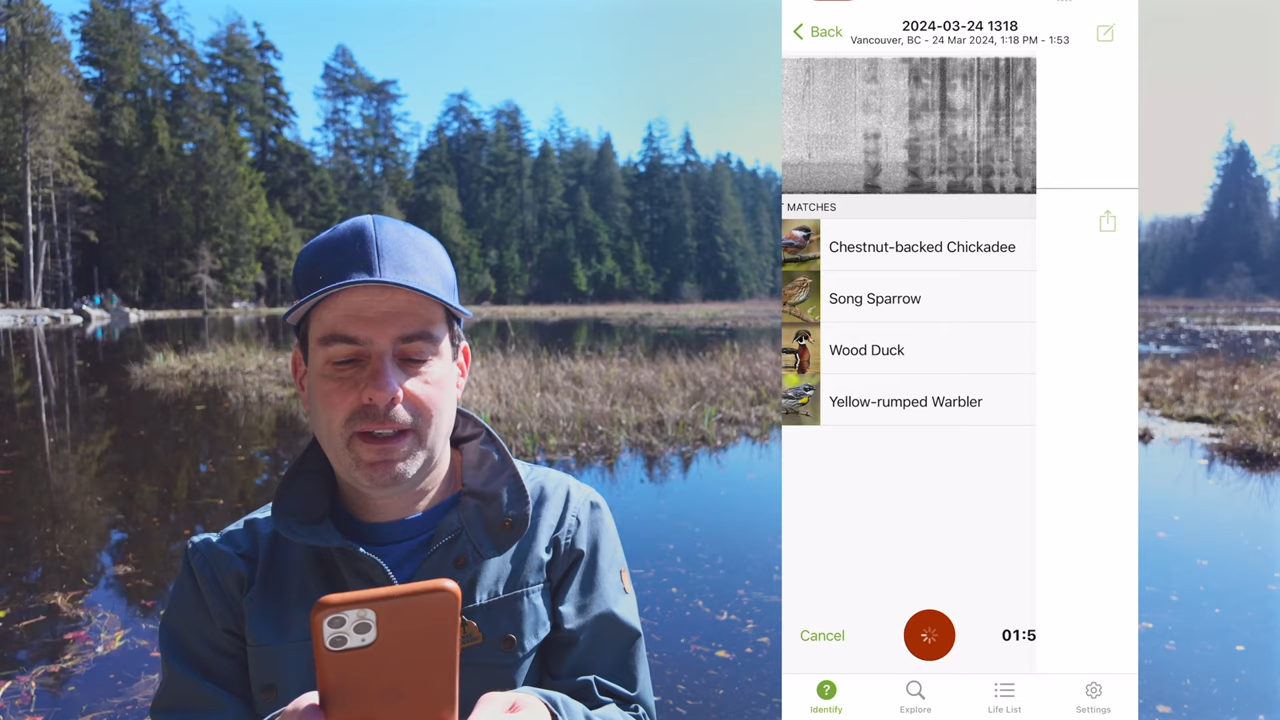 Back
2024-03-24 1318
Vancouver, BC - 24 Mar 2024, 1:18 PM - 1:53
MATCHES
Chestnut-backed Chickadee
Song Sparrow
Wood Duck
Yellow-rumped Warbler
Cancel
01:5
Identify
Explore
Life List
Settings